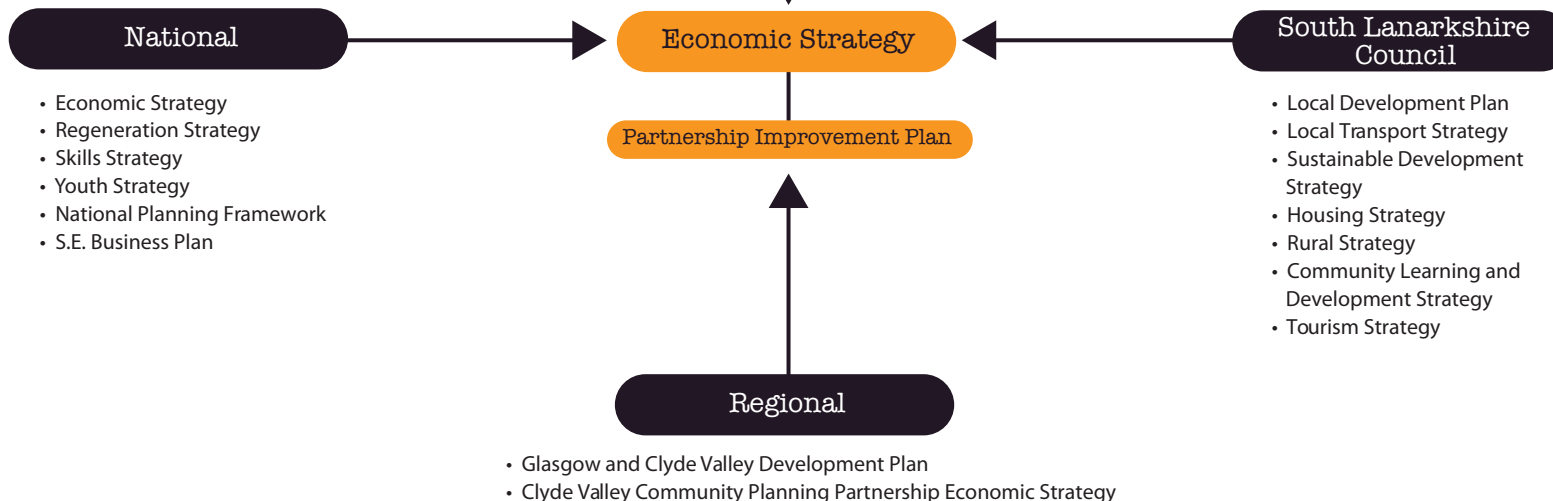 National
• Economic Strategy
• Regeneration Strategy
• Skills Strategy
• Youth Strategy
• National Planning Framework
• S.E. Business Plan
Economic Strategy
Partnership Improvement Plan
South Lanarkshire
Council
• Local Development Plan
• Local Transport Strategy
• Sustainable Development
Strategy
• Housing Strategy
• Rural Strategy
• Community Learning and
Development Strategy
• Tourism Strategy
Regional
• Glasgow and Clyde Valley Development Plan
• Clyde Valley Community Planning Partnership Economic Strategy